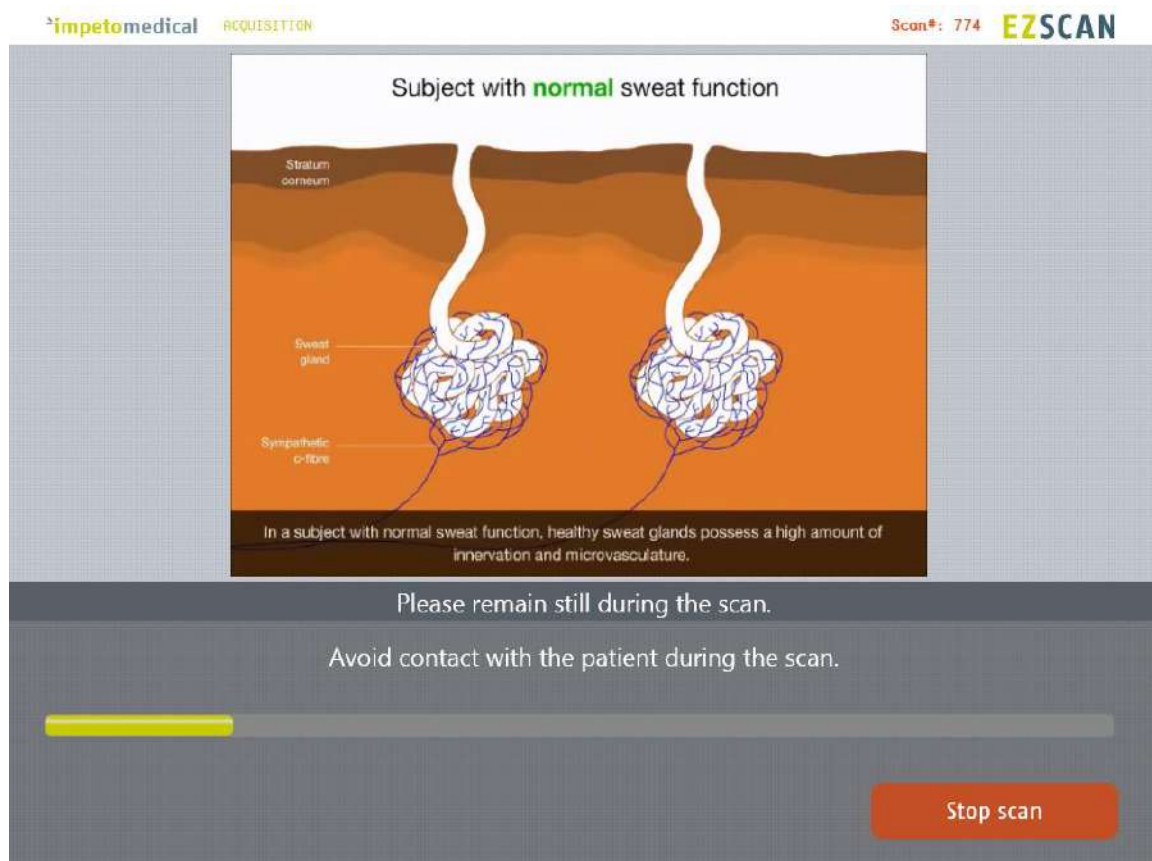 impetomedical ACQUISITION Scan#: 774 EZSCAN
Subject with normal sweat function
Stratum
corneum
Sweat
gland
Sympathetic
c-fibre
In a subject with normal sweat function, healthy sweat glands possess a high amount of
innervation and microvasculature.
Please remain still during the scan.
Avoid contact with the patient during the scan.
Stop scan